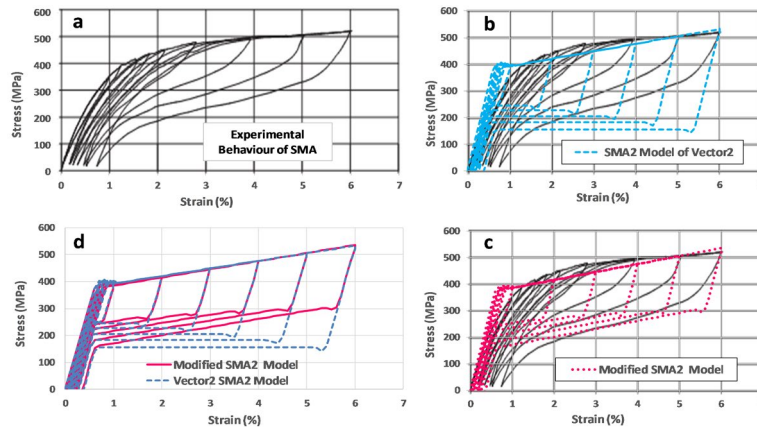 a
600
500
400
300
200
100
0
Stress (MPa)
Experimental
Behaviour of SMA
0 1 2 3 4 5 6 7
Strain (%)
b
600
500
400
300
200
100
0
Stress (MPa)
SMA2 Model of Vector2
0 1 2 3 4 5 6
Strain (%)
d
600
500
400
300
200
100
0
Stress (MPa)
Modified SMA2 Model
Vector2 SMA2 Model
0 1 2 3 4 5 6 7
Strain (%)
c
600
500
400
300
200
100
0
Stress (MPa)
Modified SMA2 Model
0 1 2 3 4 5 6
Strain (%)